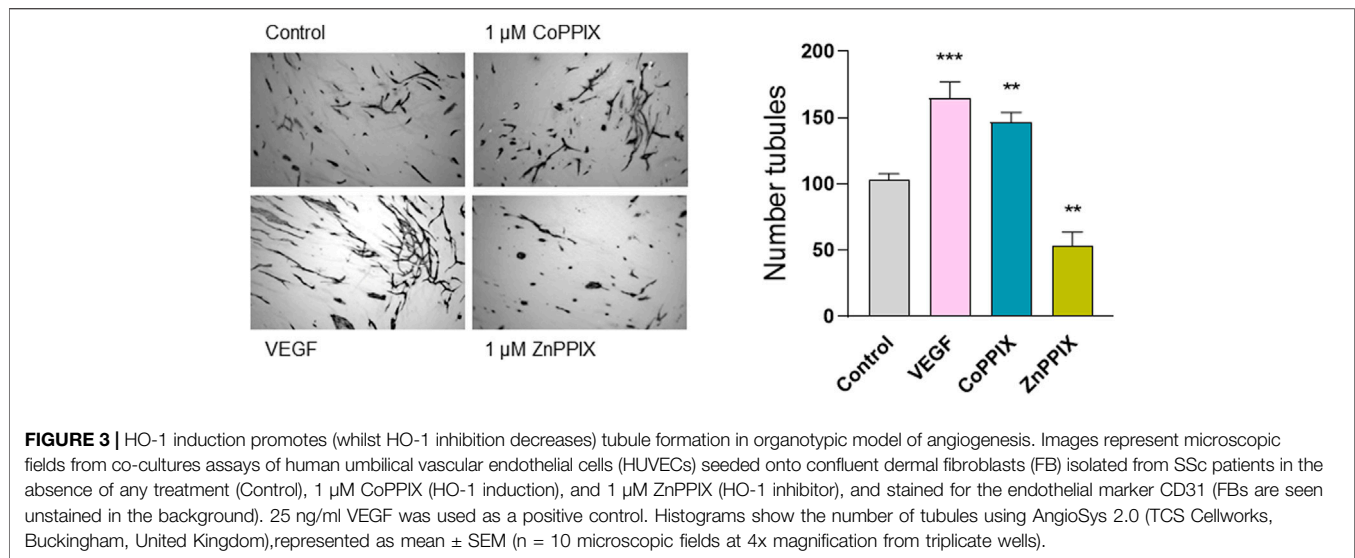 Control
1 µM CoPPIX
VEGF
1 µM ZnPPIX
Number tubules
200
150
100
50
0
***
**
**
Control
VEGF
CoPPIX
ZnPPIX
FIGURE 3 | HO-1 induction promotes (whilst HO-1 inhibition decreases) tubule formation in organotypic model of angiogenesis. Images represent microscopic
fields from co-cultures assays of human umbilical vascular endothelial cells (HUVECs) seeded onto confluent dermal fibroblasts (FB) isolated from SSc patients in the
absence of any treatment (Control), 1 µM CoPPIX (HO-1 induction), and 1 µM ZnPPIX (HO-1 inhibitor), and stained for the endothelial marker CD31 (FBs are seen
unstained in the background). 25 ng/ml VEGF was used as a positive control. Histograms show the number of tubules using AngioSys 2.0 (TCS Cellworks,
Buckingham, United Kingdom),represented as mean ± SEM (n = 10 microscopic fields at 4x magnification from triplicate wells).